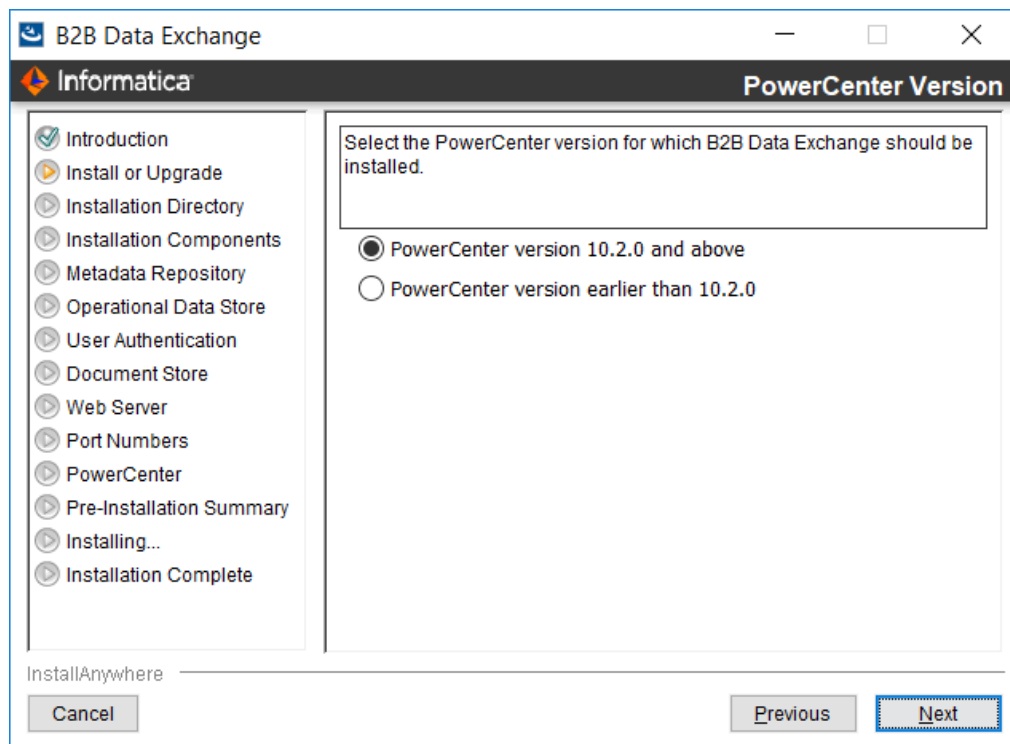 B2B Data Exchange
Informatica
PowerCenter Version
Introduction
Install or Upgrade
Installation Directory
Installation Components
Metadata Repository
Operational Data Store
User Authentication
Document Store
Web Server
Port Numbers
PowerCenter
Pre-Installation Summary
Installing...
Installation Complete
Select the PowerCenter version for which B2B Data Exchange should be
installed.
PowerCenter version 10.2.0 and above
PowerCenter version earlier than 10.2.0
InstallAnywhere
Cancel
Previous
Next